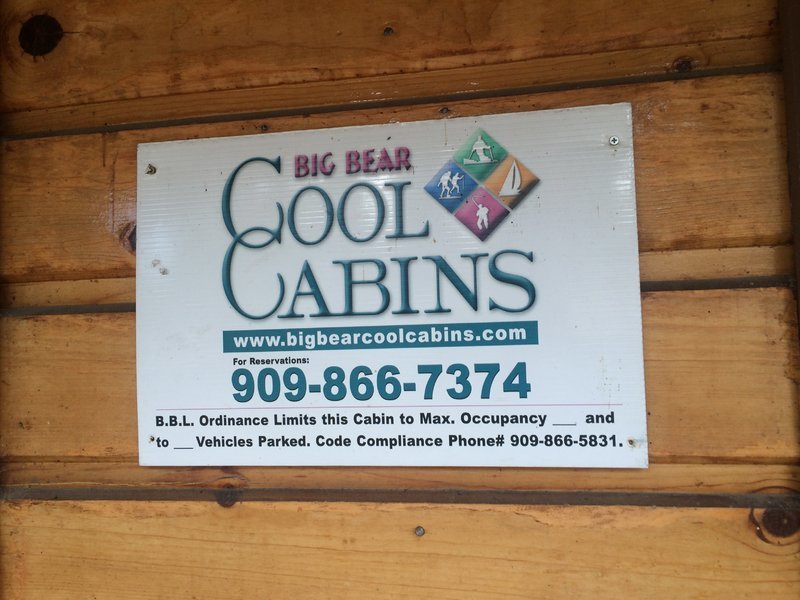 BIG BEAR
COOL
CABINS
www.bigbearcoolcabins.com
For Reservations:
909-866-7374
B.B.L. Ordinance Limits this Cabin to Max. Occupancy ___ and
to __ Vehicles Parked. Code Compliance Phone# 909-866-5831.